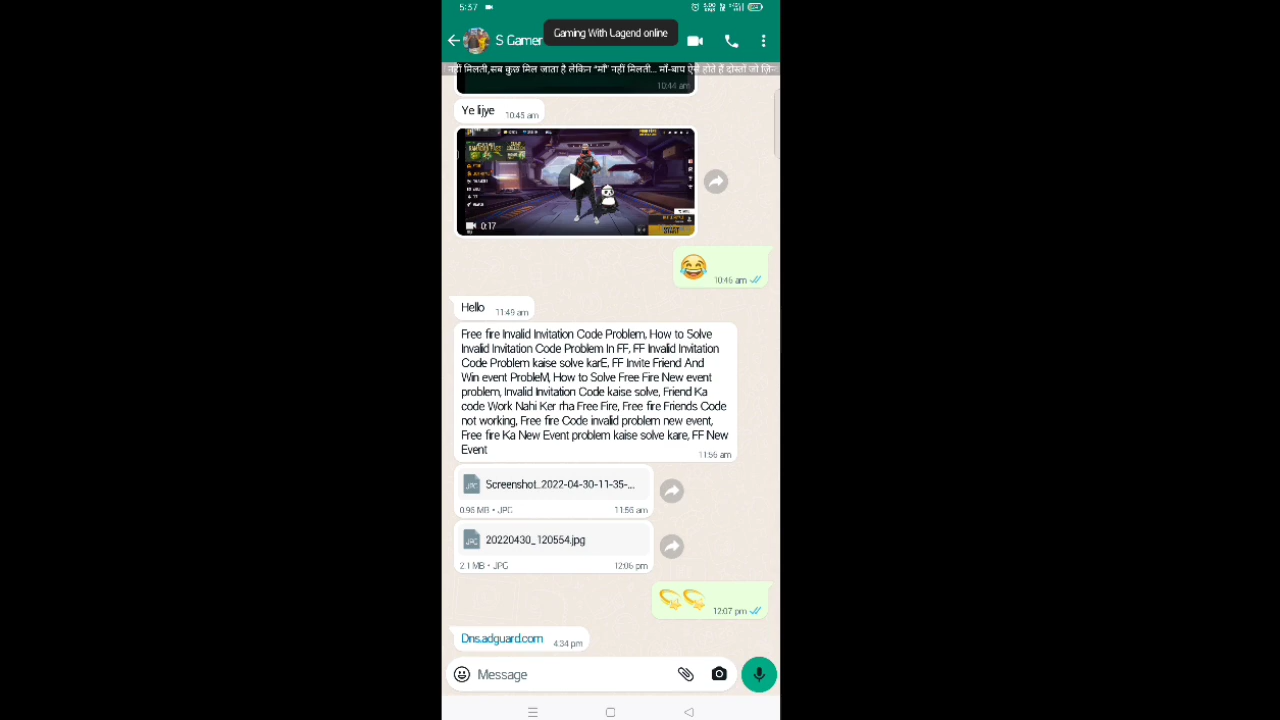 5:37
S Gamer
Gaming With Lagend online
नहीं मिलती,सब कुछ मिल जाता है लेकिन "माँ" नहीं मिलती... माँ-बाप ऐसे होते हैं दोस्तों जो ज़िन
10:44 am
Ye lijye
10:45 am
0:17
START
10:46 am
Hello
11:49 am
Free fire Invalid Invitation Code Problem, How to Solve
Invalid Invitation Code Problem In FF, FF Invalid Invitation
Code Problem kaise solve karE, FF Invite Friend And
Win event ProbleM, How to Solve Free Fire New event
problem, Invalid Invitation Code kaise solve, Friend Ka
code Work Nahi Ker rha Free Fire, Free fire Friends Code
not working, Free fire Code invalid problem new event,
Free fire Ka New Event problem kaise solve kare, FF New
Event
11:56 am
JPG
Screenshot_2022-04-30-11-35-...
0.96 MB • JPG
11:56 am
JPG
20220430_120554.jpg
2.1 MB • JPG
12:06 pm
12:07 pm
Dns.adguard.com
4:34 pm
Message